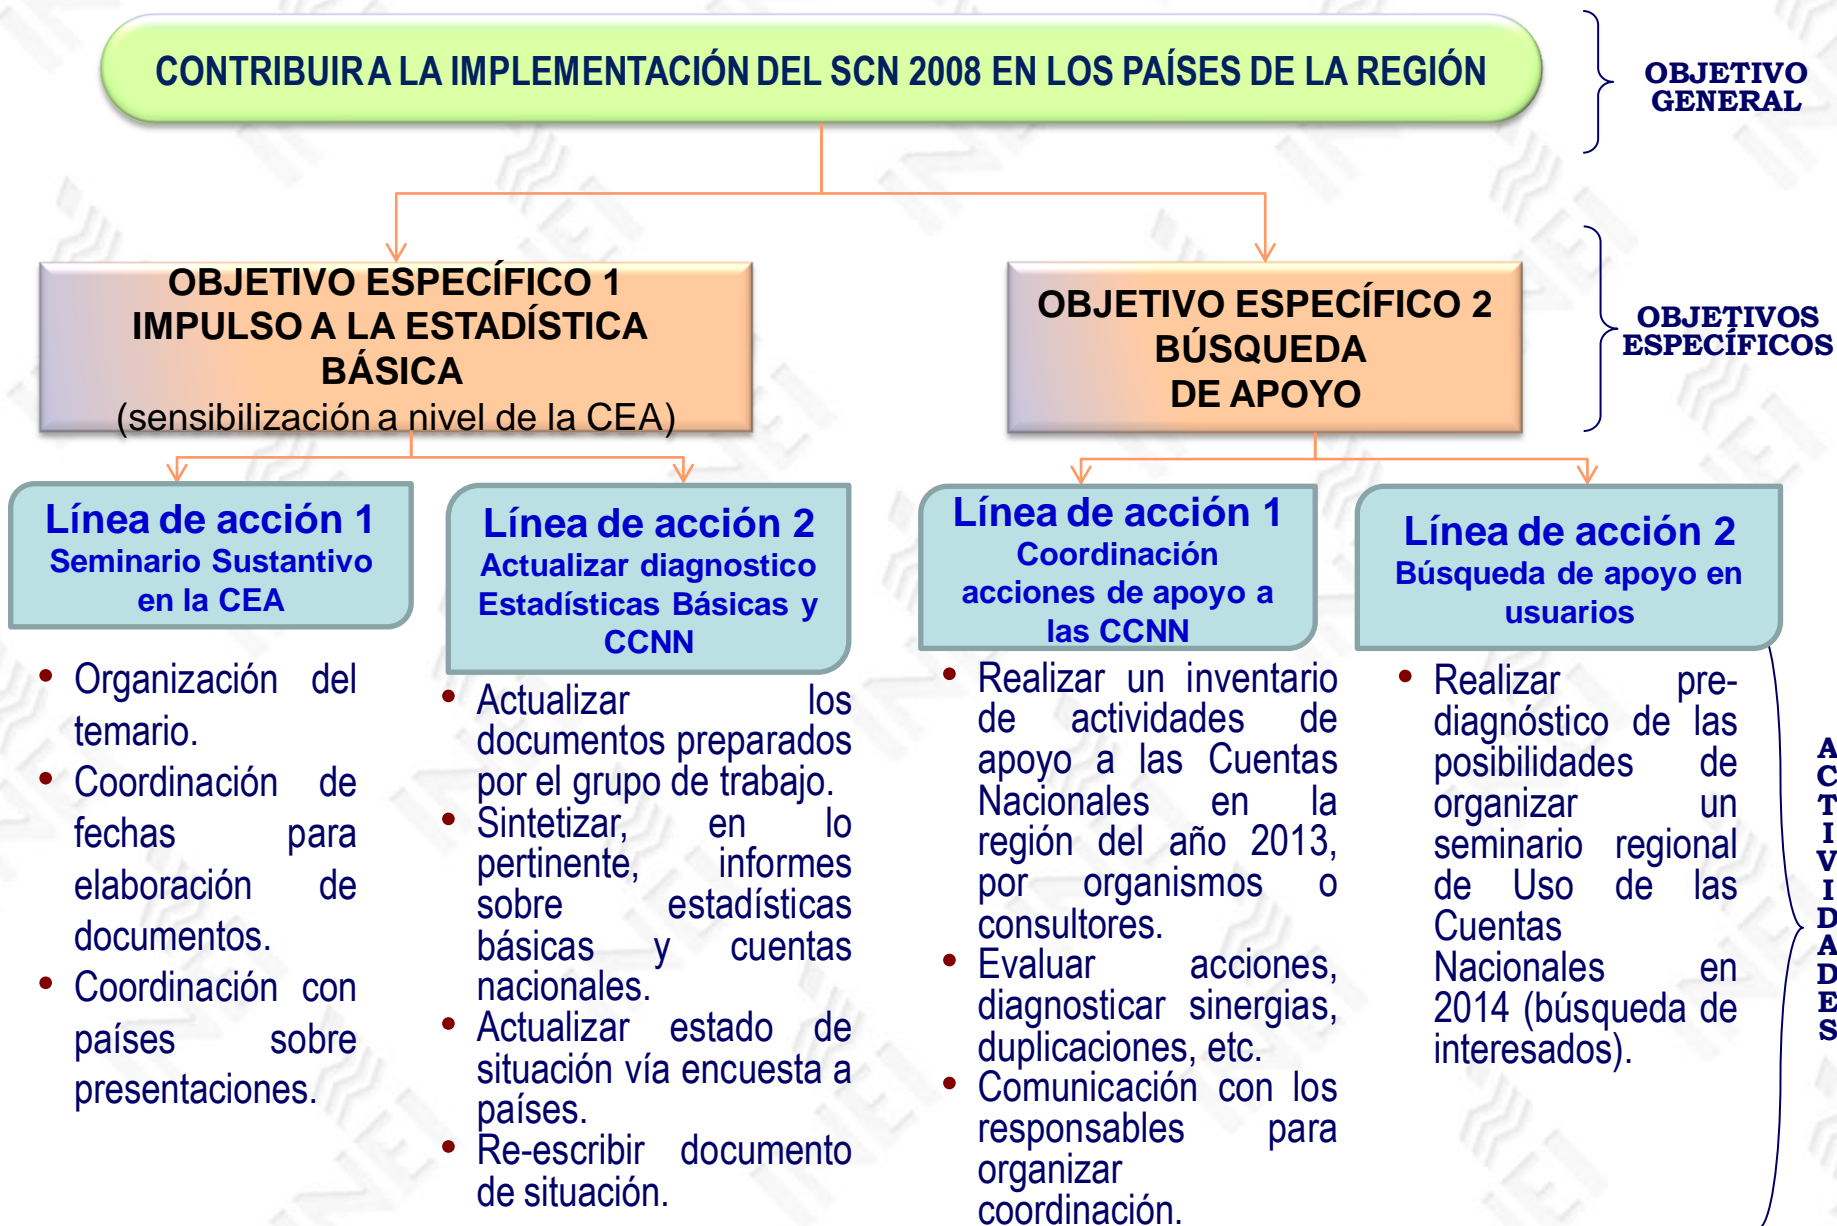 CONTRIBUIR A LA IMPLEMENTACIÓN DEL SCN 2008 EN LOS PAÍSES DE LA REGIÓN
OBJETIVO
GENERAL
OBJETIVO ESPECÍFICO 1
IMPULSO A LA ESTADÍSTICA
BÁSICA
(sensibilización a nivel de la CEA)
OBJETIVO ESPECÍFICO 2
BÚSQUEDA
DE APOYO
OBJETIVOS
ESPECÍFICOS
Línea de acción 1
Seminario Sustantivo
en la CEA
• Organización del
temario.
• Coordinación de
fechas para
elaboración de
documentos.
• Coordinación con
países sobre
presentaciones.
Línea de acción 2
Actualizar diagnostico
Estadísticas Básicas y
CCNN
• Actualizar los
documentos preparados
por el grupo de trabajo.
• Sintetizar, en lo
pertinente, informes
sobre estadísticas
básicas y cuentas
nacionales.
• Actualizar estado de
situación vía encuesta a
países.
• Re-escribir documento
de situación.
Línea de acción 1
Coordinación
acciones de apoyo a
las CCNN
• Realizar un inventario
de actividades de
apoyo a las Cuentas
Nacionales en la
región del año 2013,
por organismos o
consultores.
• Evaluar acciones,
diagnosticar sinergias,
duplicaciones, etc.
• Comunicación con los
responsables para
organizar
coordinación.
Línea de acción 2
Búsqueda de apoyo en
usuarios
• Realizar pre-
diagnóstico de las
posibilidades de
organizar un
seminario regional
de Uso de las
Cuentas
Nacionales en
2014 (búsqueda de
interesados).
A
C
T
I
V
I
D
A
D
E
S
INEI